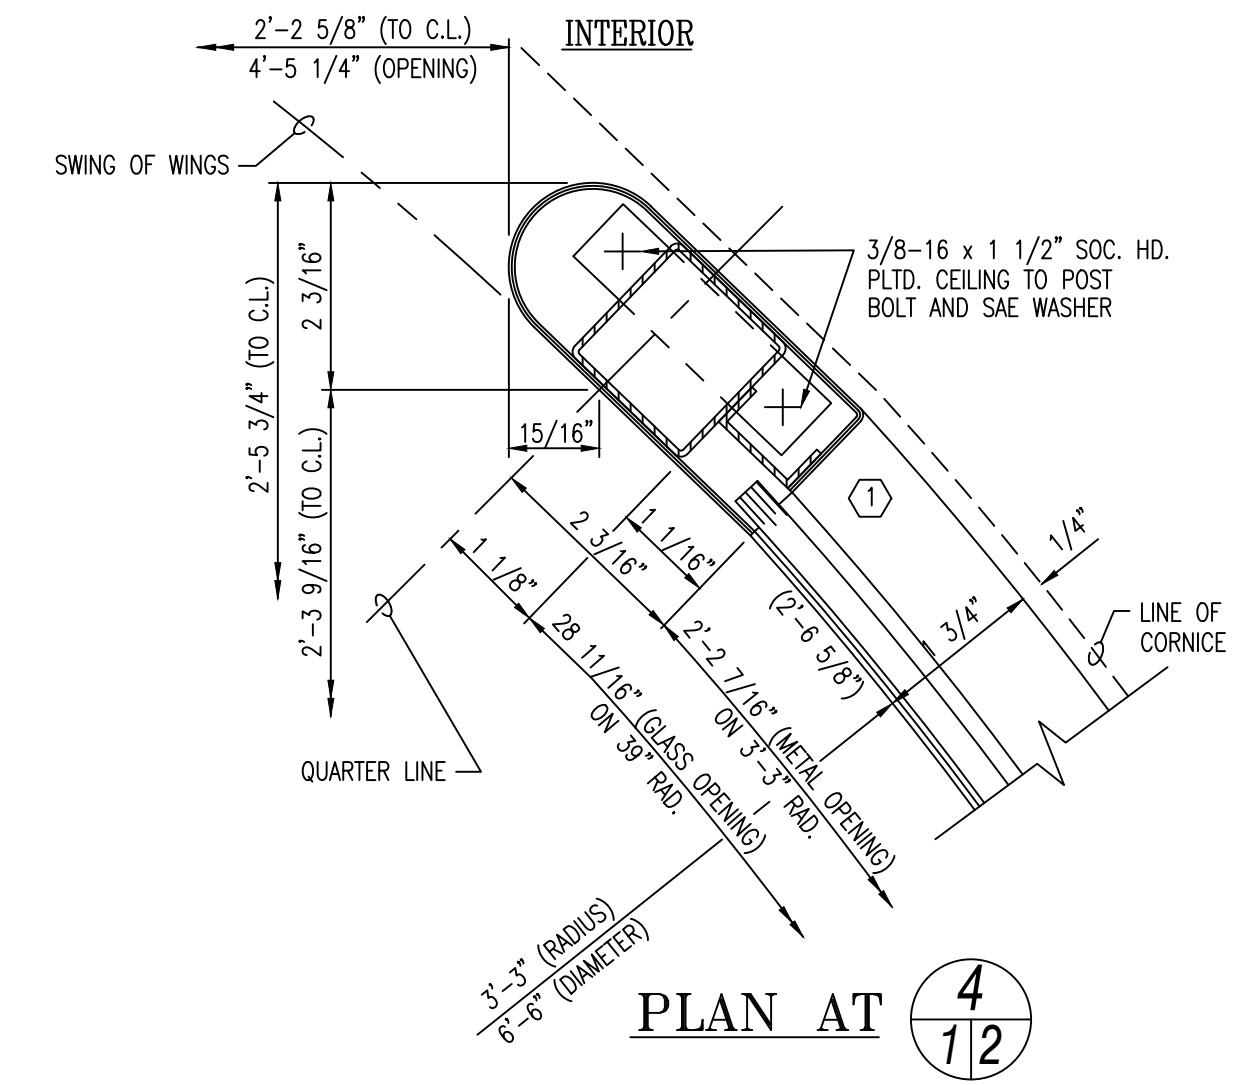 2'-2 5/8" (TO C.L.)
4'-5 1/4" (OPENING)
INTERIOR
SWING OF WINGS
2'-5 3/4" (TO C.L.)
2 3/16"
2'-3 9/16" (TO C.L.)
15/16"
3/8-16 x 1 1/2" SOC. HD.
PLTD. CEILING TO POST
BOLT AND SAE WASHER
1
1 1/16"
2 3/16"
1 1/8"
28 11/16" (GLASS OPENING)
ON 39" RAD.
2'-2 7/16" (METAL OPENING)
ON 3'-3" RAD.
(2'-6 5/8")
3/4"
1/4"
LINE OF
CORNICE
QUARTER LINE
3'-3" (RADIUS)
6'-6" (DIAMETER)
PLAN AT
4
1 2